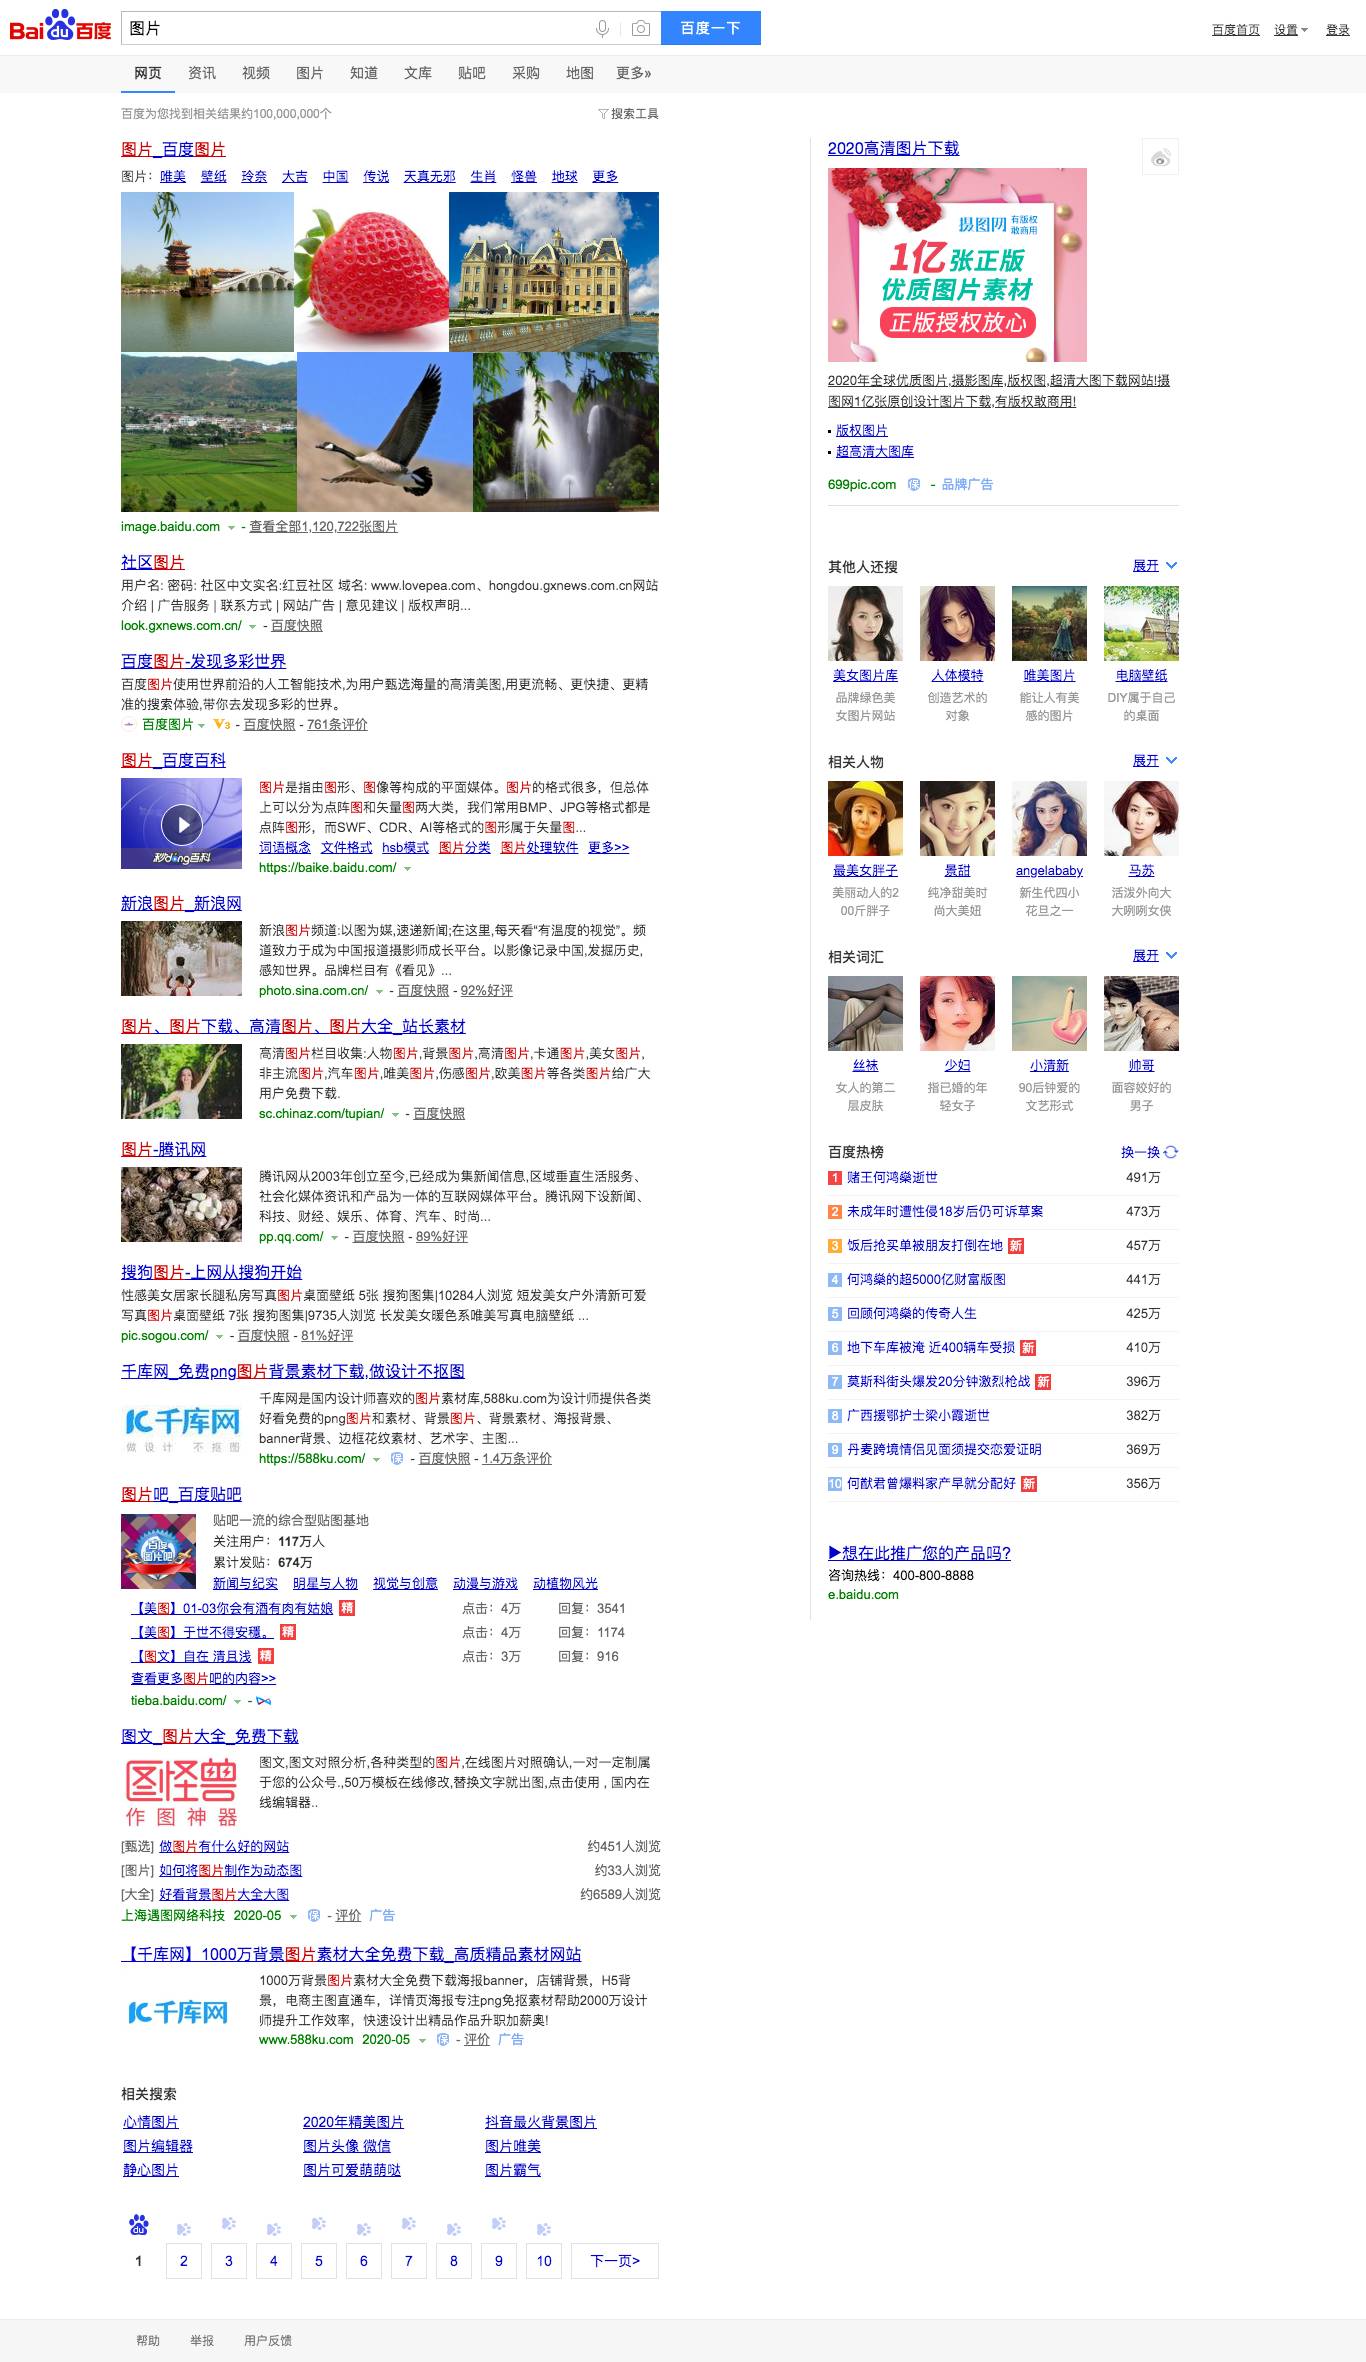 Bai du 百度 图片 百度一下 百度首页 设置 登录
网页 资讯 视频 图片 知道 文库 贴吧 采购 地图 更多»
百度为您找到相关结果约100,000,000个 搜索工具
图片_百度图片
图片： 唯美 壁纸 玲奈 大吉 中国 传说 天真无邪 生肖 怪兽 地球 更多
image.baidu.com - 查看全部1,120,722张图片
社区图片
用户名: 密码: 社区中文实名:红豆社区 域名: www.lovepea.com、hongdou.gxnews.com.cn网站
介绍 | 广告服务 | 联系方式 | 网站广告 | 意见建议 | 版权声明...
look.gxnews.com.cn/ - 百度快照
百度图片-发现多彩世界
百度图片使用世界前沿的人工智能技术,为用户甄选海量的高清美图,用更流畅、更快捷、更精
准的搜索体验,带你去发现多彩的世界。
百度图片 V3 - 百度快照 - 761条评价
图片_百度百科
秒dǒng百科
图片是指由图形、图像等构成的平面媒体。图片的格式很多，但总体
上可以分为点阵图和矢量图两大类，我们常用BMP、JPG等格式都是
点阵图形，而SWF、CDR、AI等格式的图形属于矢量图...
词语概念 文件格式 hsb模式 图片分类 图片处理软件 更多>>
https://baike.baidu.com/
新浪图片_新浪网
新浪图片频道:以图为媒,速递新闻;在这里,每天看“有温度的视觉”。频
道致力于成为中国报道摄影师成长平台。以影像记录中国,发掘历史,
感知世界。品牌栏目有《看见》...
photo.sina.com.cn/ - 百度快照 - 92%好评
图片、图片下载、高清图片、图片大全_站长素材
高清图片栏目收集:人物图片,背景图片,高清图片,卡通图片,美女图片,
非主流图片,汽车图片,唯美图片,伤感图片,欧美图片等各类图片给广大
用户免费下载.
sc.chinaz.com/tupian/ - 百度快照
图片-腾讯网
腾讯网从2003年创立至今,已经成为集新闻信息,区域垂直生活服务、
社会化媒体资讯和产品为一体的互联网媒体平台。腾讯网下设新闻、
科技、财经、娱乐、体育、汽车、时尚...
pp.qq.com/ - 百度快照 - 89%好评
搜狗图片-上网从搜狗开始
性感美女居家长腿私房写真图片桌面壁纸 5张 搜狗图集|10284人浏览 短发美女户外清新可爱
写真图片桌面壁纸 7张 搜狗图集|9735人浏览 长发美女暖色系唯美写真电脑壁纸 ...
pic.sogou.com/ - 百度快照 - 81%好评
千库网_免费png图片背景素材下载,做设计不抠图
千库网
做设计 不抠图
千库网是国内设计师喜欢的图片素材库,588ku.com为设计师提供各类
好看免费的png图片和素材、背景图片、背景素材、海报背景、
banner背景、边框花纹素材、艺术字、主图...
https://588ku.com/ 保 - 百度快照 - 1.4万条评价
图片吧_百度贴吧
百度图片吧
贴吧一流的综合型贴图基地
关注用户：117万人
累计发贴：674万
新闻与纪实 明星与人物 视觉与创意 动漫与游戏 动植物风光
【美图】01-03你会有酒有肉有姑娘 精 点击：4万 回复：3541
【美图】于世不得安穩。 精 点击：4万 回复：1174
【图文】自在 清且浅 精 点击：3万 回复：916
查看更多图片吧的内容>>
tieba.baidu.com/ -
图文_图片大全_免费下载
图怪兽
作图神器
图文,图文对照分析,各种类型的图片,在线图片对照确认,一对一定制属
于您的公众号.,50万模板在线修改,替换文字就出图,点击使用，国内在
线编辑器..
[甄选] 做图片有什么好的网站 约451人浏览
[图片] 如何将图片制作为动态图 约33人浏览
[大全] 好看背景图片大全大图 约6589人浏览
上海遇图网络科技 2020-05 保 - 评价 广告
【千库网】1000万背景图片素材大全免费下载_高质精品素材网站
千库网
1000万背景图片素材大全免费下载海报banner，店铺背景，H5背
景，电商主图直通车，详情页海报专注png免抠素材帮助2000万设计
师提升工作效率，快速设计出精品作品升职加薪奥!
www.588ku.com 2020-05 保 - 评价 广告
相关搜索
心情图片 2020年精美图片 抖音最火背景图片
图片编辑器 图片头像 微信 图片唯美
静心图片 图片可爱萌萌哒 图片霸气
du
1 2 3 4 5 6 7 8 9 10 下一页>
2020高清图片下载
摄图网 有版权 敢商用
1亿张正版
优质图片素材
正版授权放心
2020年全球优质图片,摄影图库,版权图,超清大图下载网站!摄
图网1亿张原创设计图片下载,有版权敢商用!
版权图片
超高清大图库
699pic.com 保 - 品牌广告
其他人还搜 展开
美女图片库 人体模特 唯美图片 电脑壁纸
品牌绿色美 创造艺术的 能让人有美 DIY属于自己
女图片网站 对象 感的图片 的桌面
相关人物 展开
最美女胖子 景甜 angelababy 马苏
美丽动人的2 纯净甜美时 新生代四小 活泼外向大
00斤胖子 尚大美妞 花旦之一 大咧咧女侠
相关词汇 展开
丝袜 少妇 小清新 帅哥
女人的第二 指已婚的年 90后钟爱的 面容姣好的
层皮肤 轻女子 文艺形式 男子
百度热榜 换一换
1 赌王何鸿燊逝世 491万
2 未成年时遭性侵18岁后仍可诉草案 473万
3 饭后抢买单被朋友打倒在地 新 457万
4 何鸿燊的超5000亿财富版图 441万
5 回顾何鸿燊的传奇人生 425万
6 地下车库被淹 近400辆车受损 新 410万
7 莫斯科街头爆发20分钟激烈枪战 新 396万
8 广西援鄂护士梁小霞逝世 382万
9 丹麦跨境情侣见面须提交恋爱证明 369万
10 何猷君曾爆料家产早就分配好 新 356万
▶想在此推广您的产品吗?
咨询热线：400-800-8888
e.baidu.com
帮助 举报 用户反馈